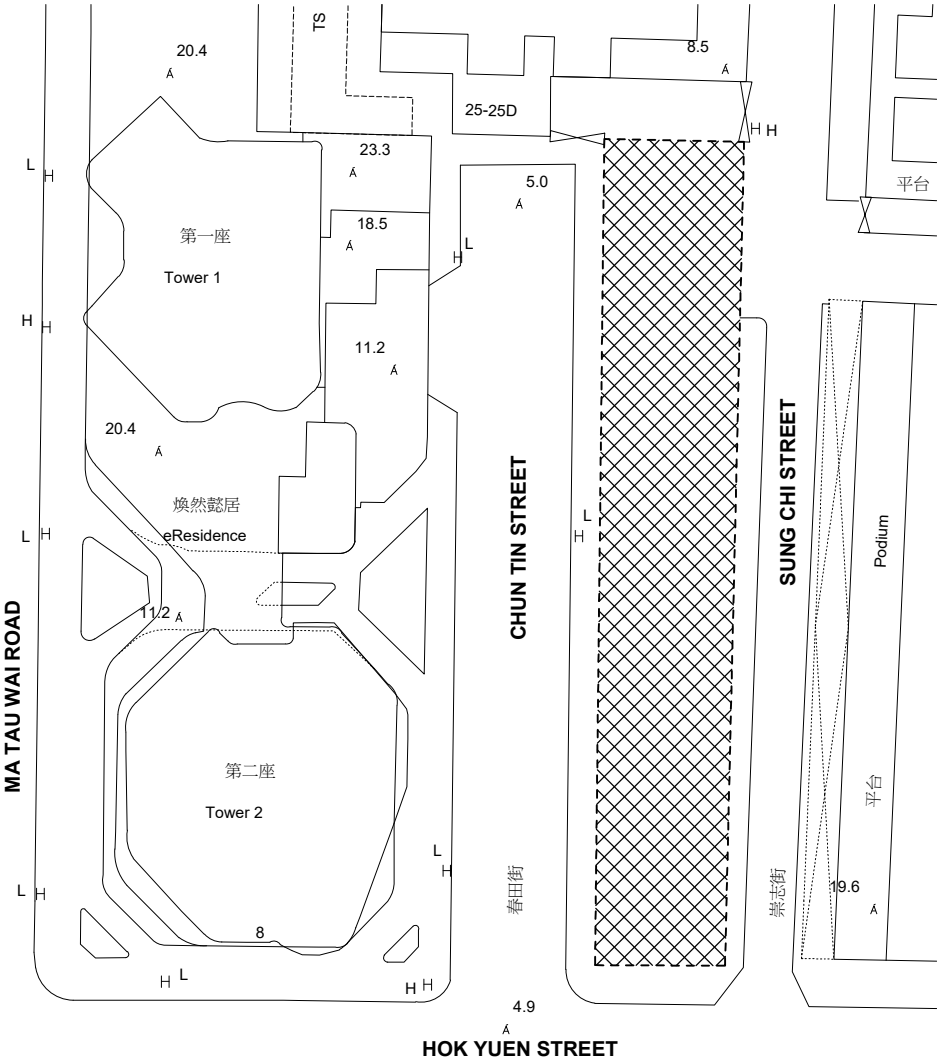 TS
20.4
8.5
25-25D
H
23.3
L
平台
5.0
18.5
第一座
L
Tower 1
H
11.2
20.4
煥然懿居
eResidence
L
L
CHUN TIN STREET
SUNG CHI STREET
Podium
11.2
MA TAU WAI ROAD
第二座
Tower 2
平台
L
春田街
崇志街
19.6
L
8
L
H
4.9
HOK YUEN STREET